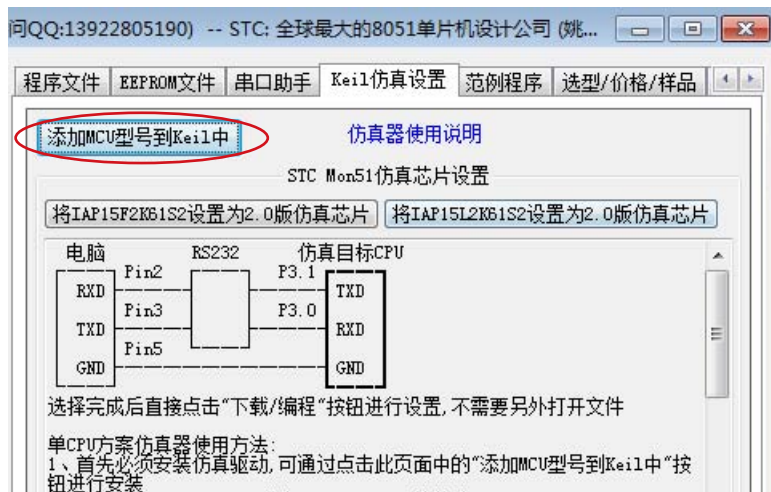 问QQ:13922805190) -- STC: 全球最大的8051单片机设计公司 (姚...
程序文件 EEPROM文件 串口助手 Keil仿真设置 范例程序 选型/价格/样品
添加MCU型号到Keil中 仿真器使用说明
STC Mon51仿真芯片设置
将IAP15F2K61S2设置为2.0版仿真芯片 将IAP15L2K61S2设置为2.0版仿真芯片
电脑 RS232 仿真目标CPU
Pin2 P3.1
RXD TXD
Pin3 P3.0
TXD RXD
Pin5
GND GND
选择完成后直接点击“下载/编程“按钮进行设置,不需要另外打开文件
单CPU方案仿真器使用方法:
1、首先必须安装仿真驱动,可通过点击此页面中的“添加MCU型号到Keil中“按
钮进行安装